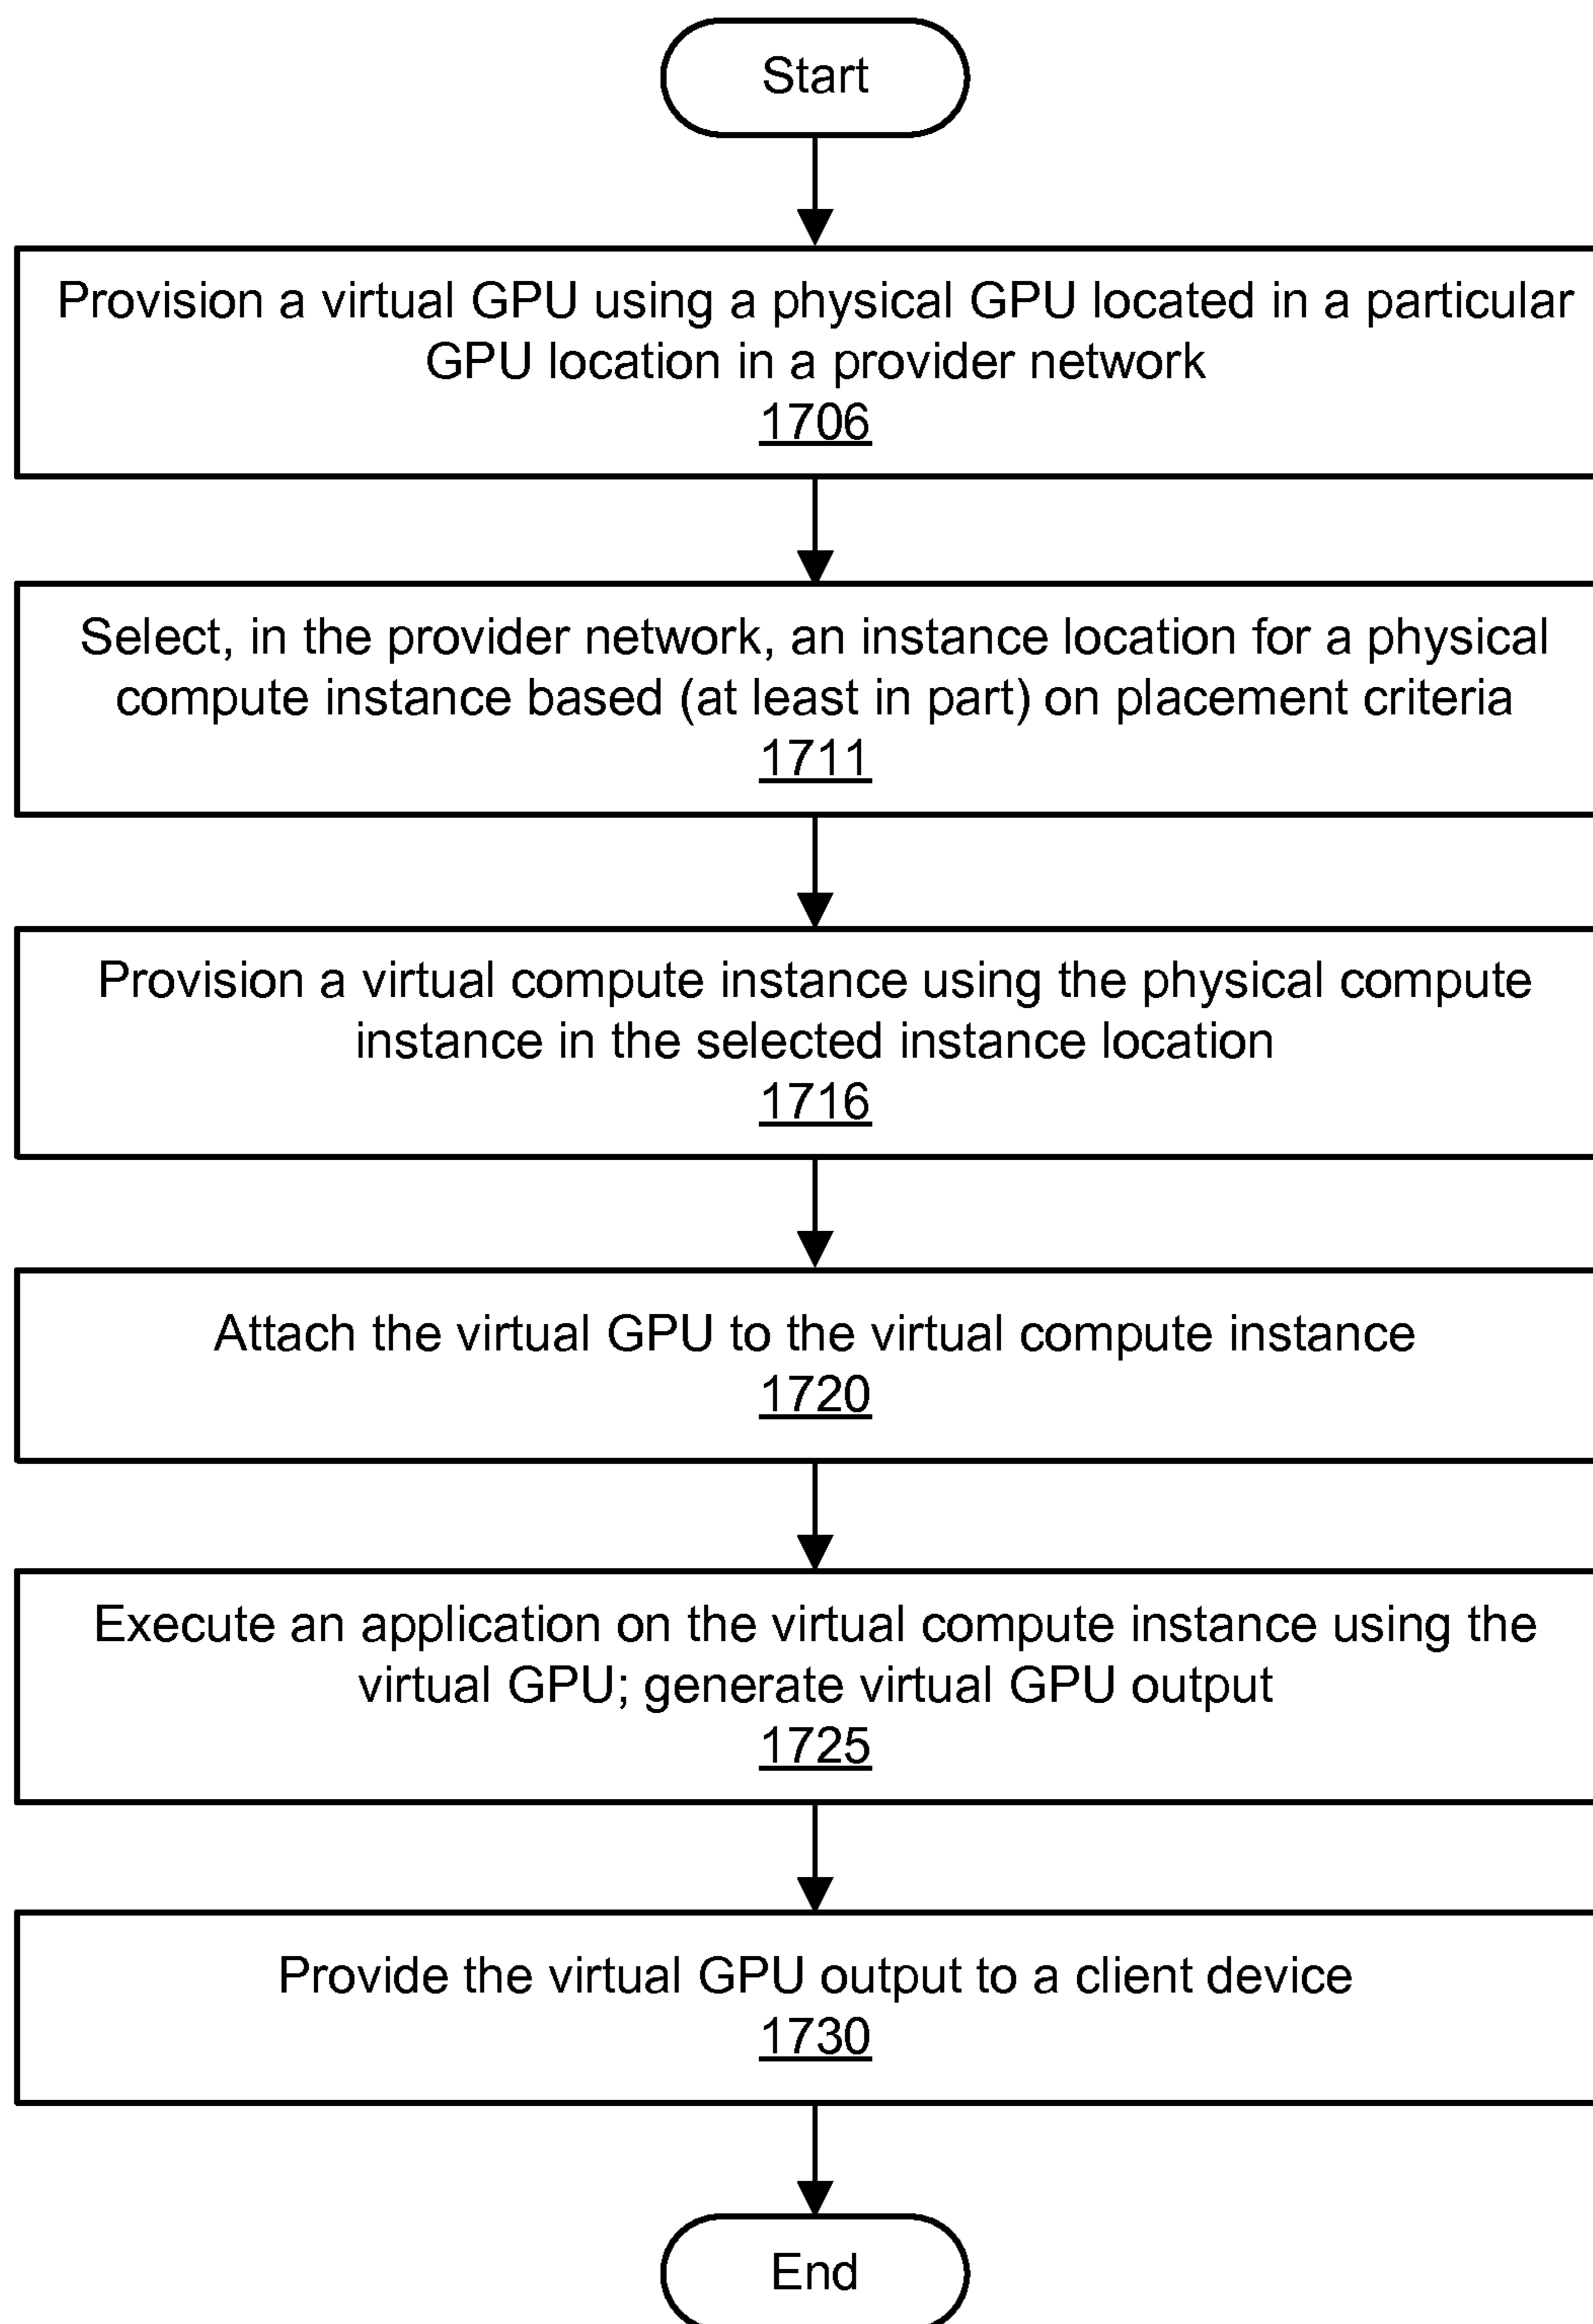 Start
Provision a virtual GPU using a physical GPU located in a particular
GPU location in a provider network
1706
Select, in the provider network, an instance location for a physical
compute instance based (at least in part) on placement criteria
1711
Provision a virtual compute instance using the physical compute
instance in the selected instance location
1716
Attach the virtual GPU to the virtual compute instance
1720
Execute an application on the virtual compute instance using the
virtual GPU; generate virtual GPU output
1725
Provide the virtual GPU output to a client device
1730
End